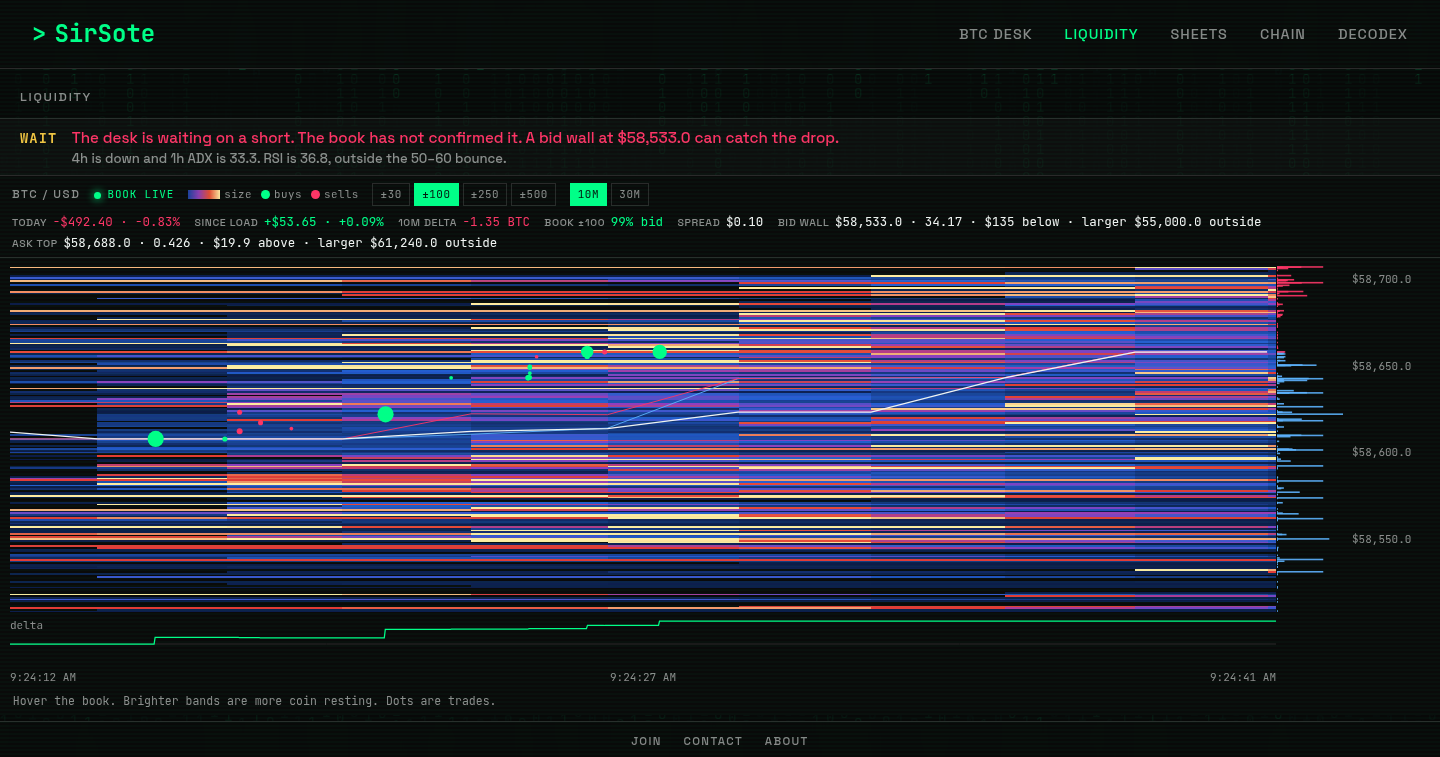 > SirSote
BTC DESK LIQUIDITY SHEETS CHAIN DECODEX
LIQUIDITY
WAIT The desk is waiting on a short. The book has not confirmed it. A bid wall at $58,533.0 can catch the drop.
4h is down and 1h ADX is 33.3. RSI is 36.8, outside the 50–60 bounce.
BTC / USD BOOK LIVE size buys sells ±30 ±100 ±250 ±500 10M 30M
TODAY -$492.40 · -0.83% SINCE LOAD +$53.65 · +0.09% 10M DELTA -1.35 BTC BOOK ±100 99% bid SPREAD $0.10 BID WALL $58,533.0 · 34.17 · $135 below · larger $55,000.0 outside
ASK TOP $58,688.0 · 0.426 · $19.9 above · larger $61,240.0 outside
$58,700.0
$58,650.0
$58,600.0
$58,550.0
delta
9:24:12 AM 9:24:27 AM 9:24:41 AM
Hover the book. Brighter bands are more coin resting. Dots are trades.
JOIN CONTACT ABOUT